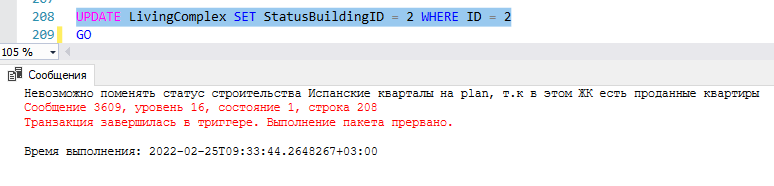 208 UPDATE LivingComplex SET StatusBuildingID = 2 WHERE ID = 2
209 GO
105 %
Сообщения
Невозможно поменять статус строительства Испанские кварталы на plan, т.к в этом ЖК есть проданные квартиры
Сообщение 3609, уровень 16, состояние 1, строка 208
Транзакция завершилась в триггере. Выполнение пакета прервано.
Время выполнения: 2022-02-25T09:33:44.2648267+03:00